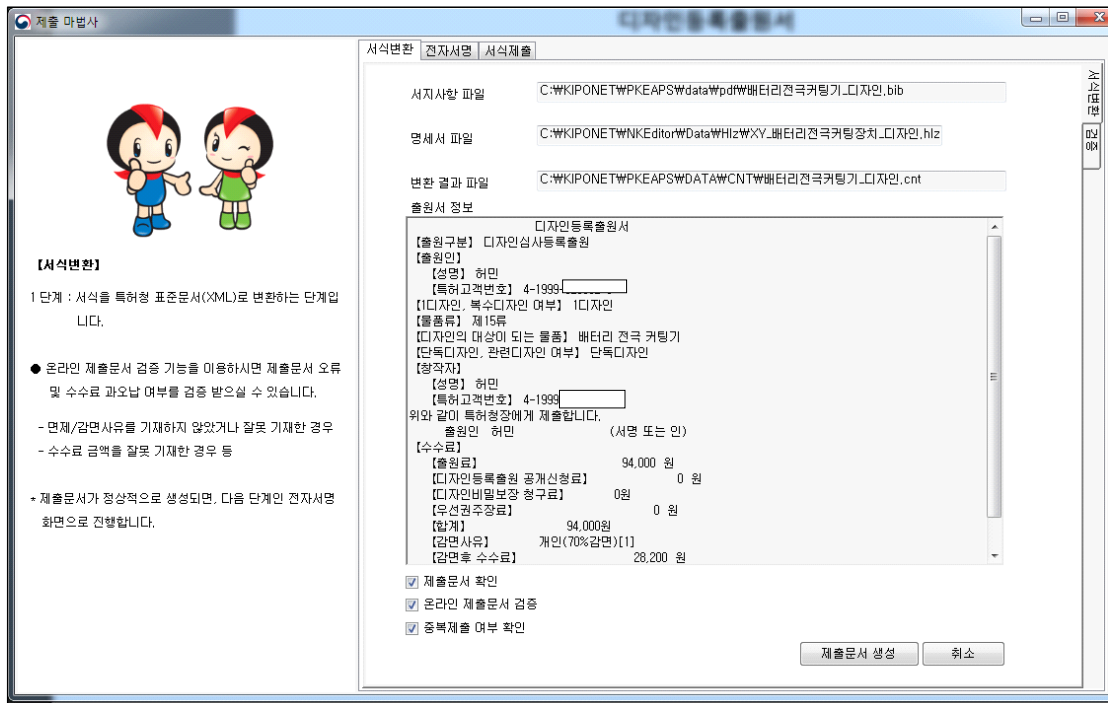 제출 마법사
디자인등록출원서
서식변환 전자서명 서식제출
【서식변환】
1 단계 : 서식을 특허청 표준문서(XML)로 변환하는 단계입
니다.
● 온라인 제출문서 검증 기능을 이용하시면 제출문서 오류
및 수수료 과오납 여부를 검증 받으실 수 있습니다.
- 면제/감면사유를 기재하지 않았거나 잘못 기재한 경우
- 수수료 금액을 잘못 기재한 경우 등
* 제출문서가 정상적으로 생성되면, 다음 단계인 전자서명
화면으로 진행합니다.
서지사항 파일 C:₩KIPONET₩PKEAPS₩data₩pdf₩배터리전극커팅기_디자인.bib
명세서 파일 C:₩KIPONET₩NKEditor₩Data₩Hlz₩XY_배터리전극커팅장치_디자인.hlz
변환 결과 파일 C:₩KIPONET₩PKEAPS₩DATA₩CNT₩배터리전극커팅기_디자인.cnt
출원서 정보
디자인등록출원서
【출원구분】 디자인심사등록출원
【출원인】
【성명】 허민
【특허고객번호】 4-1999-
【1디자인, 복수디자인 여부】 1디자인
【물품류】 제15류
【디자인의 대상이 되는 물품】 배터리 전극 커팅기
【단독디자인, 관련디자인 여부】 단독디자인
【창작자】
【성명】 허민
【특허고객번호】 4-1999
위와 같이 특허청장에게 제출합니다.
출원인 허민 (서명 또는 인)
【수수료】
【출원료】 94,000 원
【디자인등록출원 공개신청료】 0 원
【디자인비밀보장 청구료】 0원
【우선권주장료】 0 원
【합계】 94,000원
【감면사유】 개인(70%감면)[1]
【감면후 수수료】 28,200 원
제출문서 확인
온라인 제출문서 검증
중복제출 여부 확인
제출문서 생성 취소
서식변환
검증